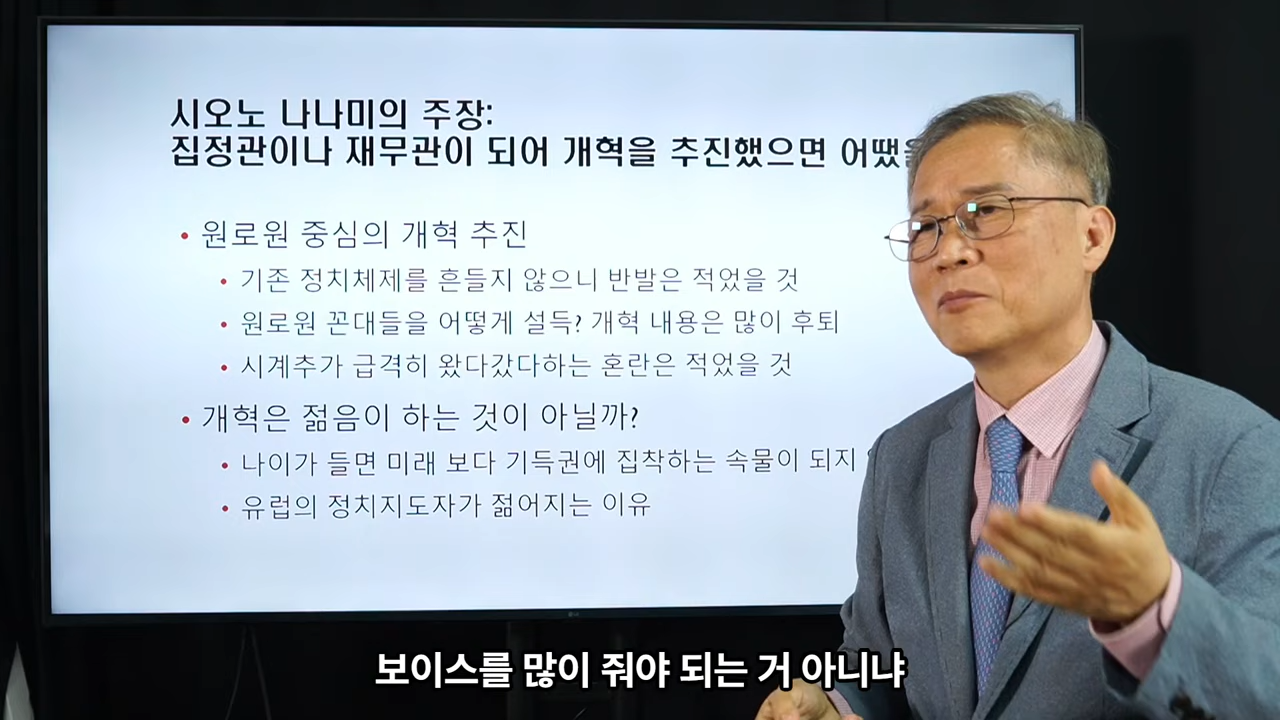 시오노 나나미의 주장:
집정관이나 재무관이 되어 개혁을 추진했으면 어땠
• 원로원 중심의 개혁 추진
• 기존 정치체제를 흔들지 않으니 반발은 적었을 것
• 원로원 꼰대들을 어떻게 설득? 개혁 내용은 많이 후퇴
• 시계추가 급격히 왔다갔다하는 혼란은 적었을 것
• 개혁은 젊음이 하는 것이 아닐까?
• 나이가 들면 미래 보다 기득권에 집착하는 속물이 되지
• 유럽의 정치지도자가 젊어지는 이유
LG
보이스를 많이 줘야 되는 거 아니냐